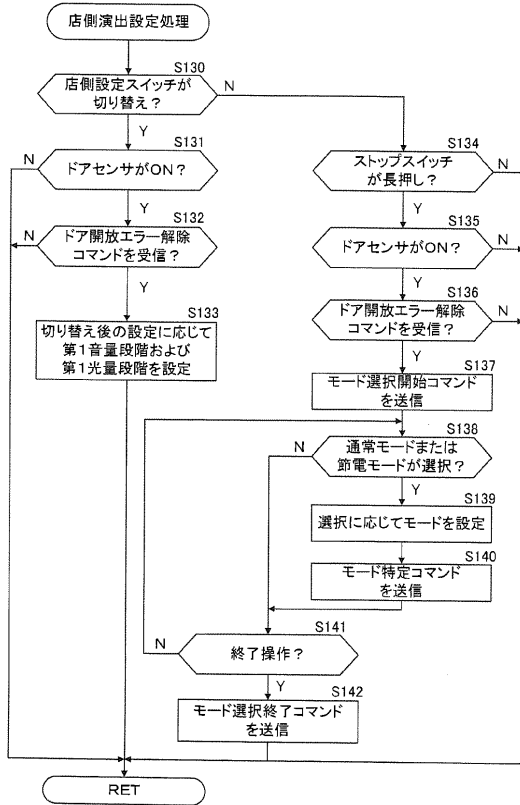 店側演出設定処理
S130
店側設定スイッチが
切り替え？
N
Y
S131
ドアセンサがON？
N
Y
S132
ドア開放エラー解除
コマンドを受信？
N
Y
S133
切り替え後の設定に応じて
第1音量段階および
第1光量段階を設定
S134
ストップスイッチ
が長押し？
N
Y
S135
ドアセンサがON？
N
Y
S136
ドア開放エラー解除
コマンドを受信？
N
Y
S137
モード選択開始コマンド
を送信
S138
通常モードまたは
節電モードが選択？
N
Y
S139
選択に応じてモードを設定
S140
モード特定コマンド
を送信
S141
終了操作？
N
Y
S142
モード選択終了コマンド
を送信
RET